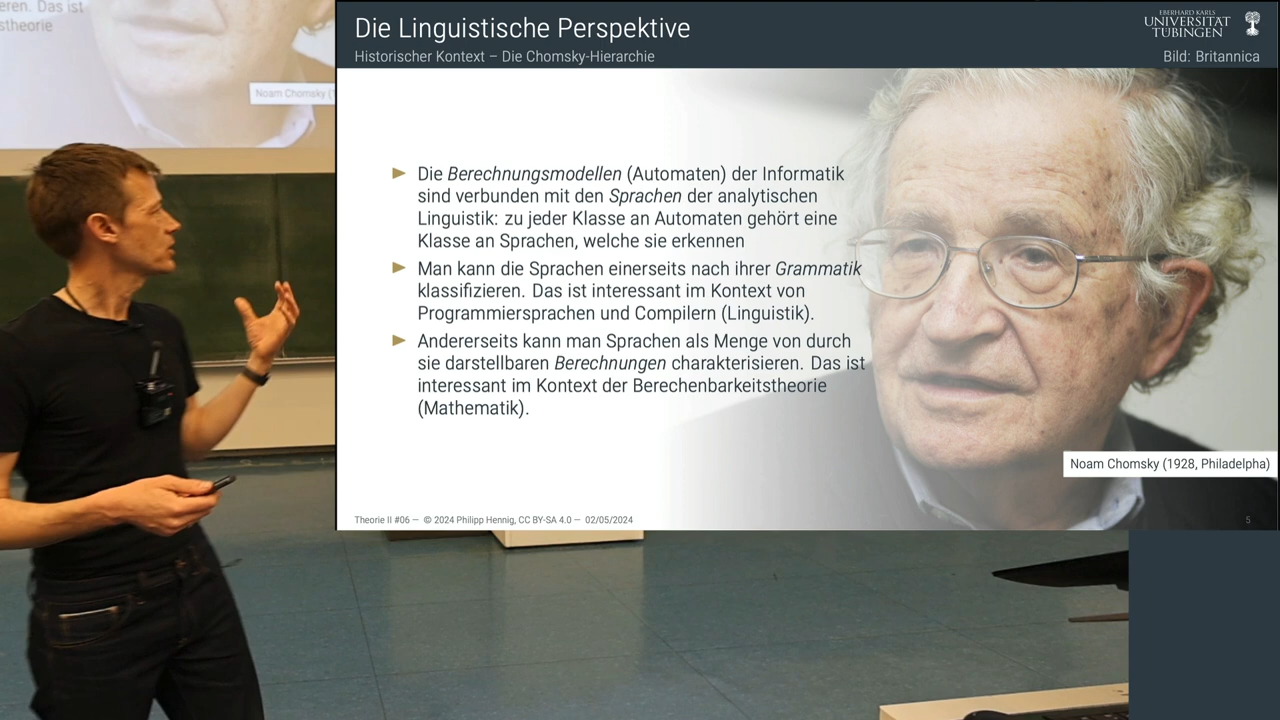 eren. Das ist
stheorie
Noam Chomsky (1
Die Linguistische Perspektive
Historischer Kontext – Die Chomsky-Hierarchie
EBERHARD KARLS
UNIVERSITÄT
TÜBINGEN
Bild: Britannica
► Die Berechnungsmodellen (Automaten) der Informatik
sind verbunden mit den Sprachen der analytischen
Linguistik: zu jeder Klasse an Automaten gehört eine
Klasse an Sprachen, welche sie erkennen
► Man kann die Sprachen einerseits nach ihrer Grammatik
klassifizieren. Das ist interessant im Kontext von
Programmiersprachen und Compilern (Linguistik).
► Andererseits kann man Sprachen als Menge von durch
sie darstellbaren Berechnungen charakterisieren. Das ist
interessant im Kontext der Berechenbarkeitstheorie
(Mathematik).
Noam Chomsky (1928, Philadelpha)
Theorie II #06 — © 2024 Philipp Hennig, CC BY-SA 4.0 — 02/05/2024
5